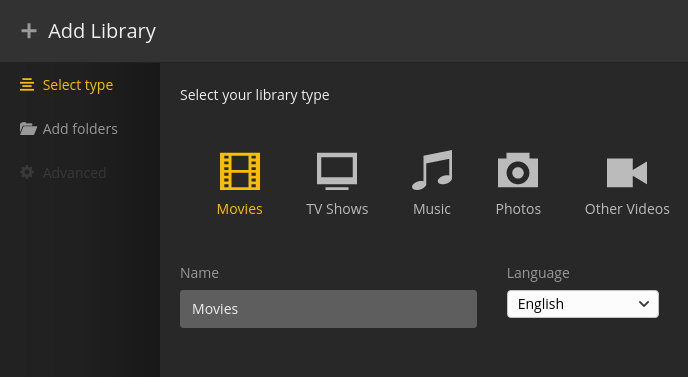 Add Library
Select type
Add folders
Advanced
Select your library type
Movies TV Shows Music Photos Other Videos
Name Language
Movies English